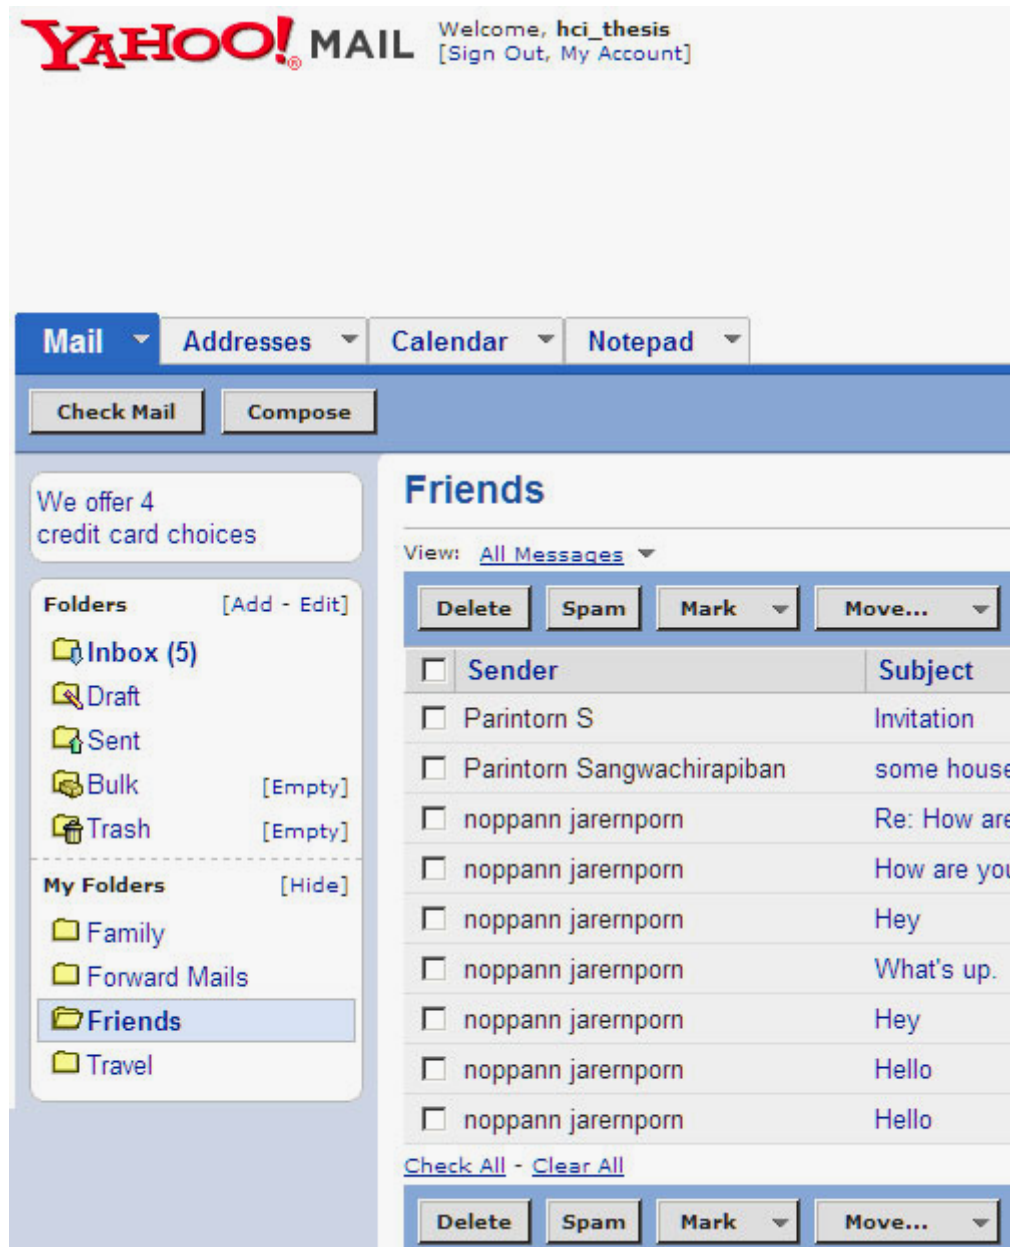 YAHOO!® MAIL Welcome, hci_thesis
[Sign Out, My Account]
Mail Addresses Calendar Notepad
Check Mail Compose
We offer 4
credit card choices
Folders [Add - Edit]
Inbox (5)
Draft
Sent
Bulk [Empty]
Trash [Empty]
My Folders [Hide]
Family
Forward Mails
Friends
Travel
Friends
View: All Messages
Delete Spam Mark Move...
Sender Subject
Parintorn S Invitation
Parintorn Sangwachirapiban some house
noppann jarernporn Re: How are
noppann jarernporn How are you
noppann jarernporn Hey
noppann jarernporn What's up.
noppann jarernporn Hey
noppann jarernporn Hello
noppann jarernporn Hello
Check All - Clear All
Delete Spam Mark Move...